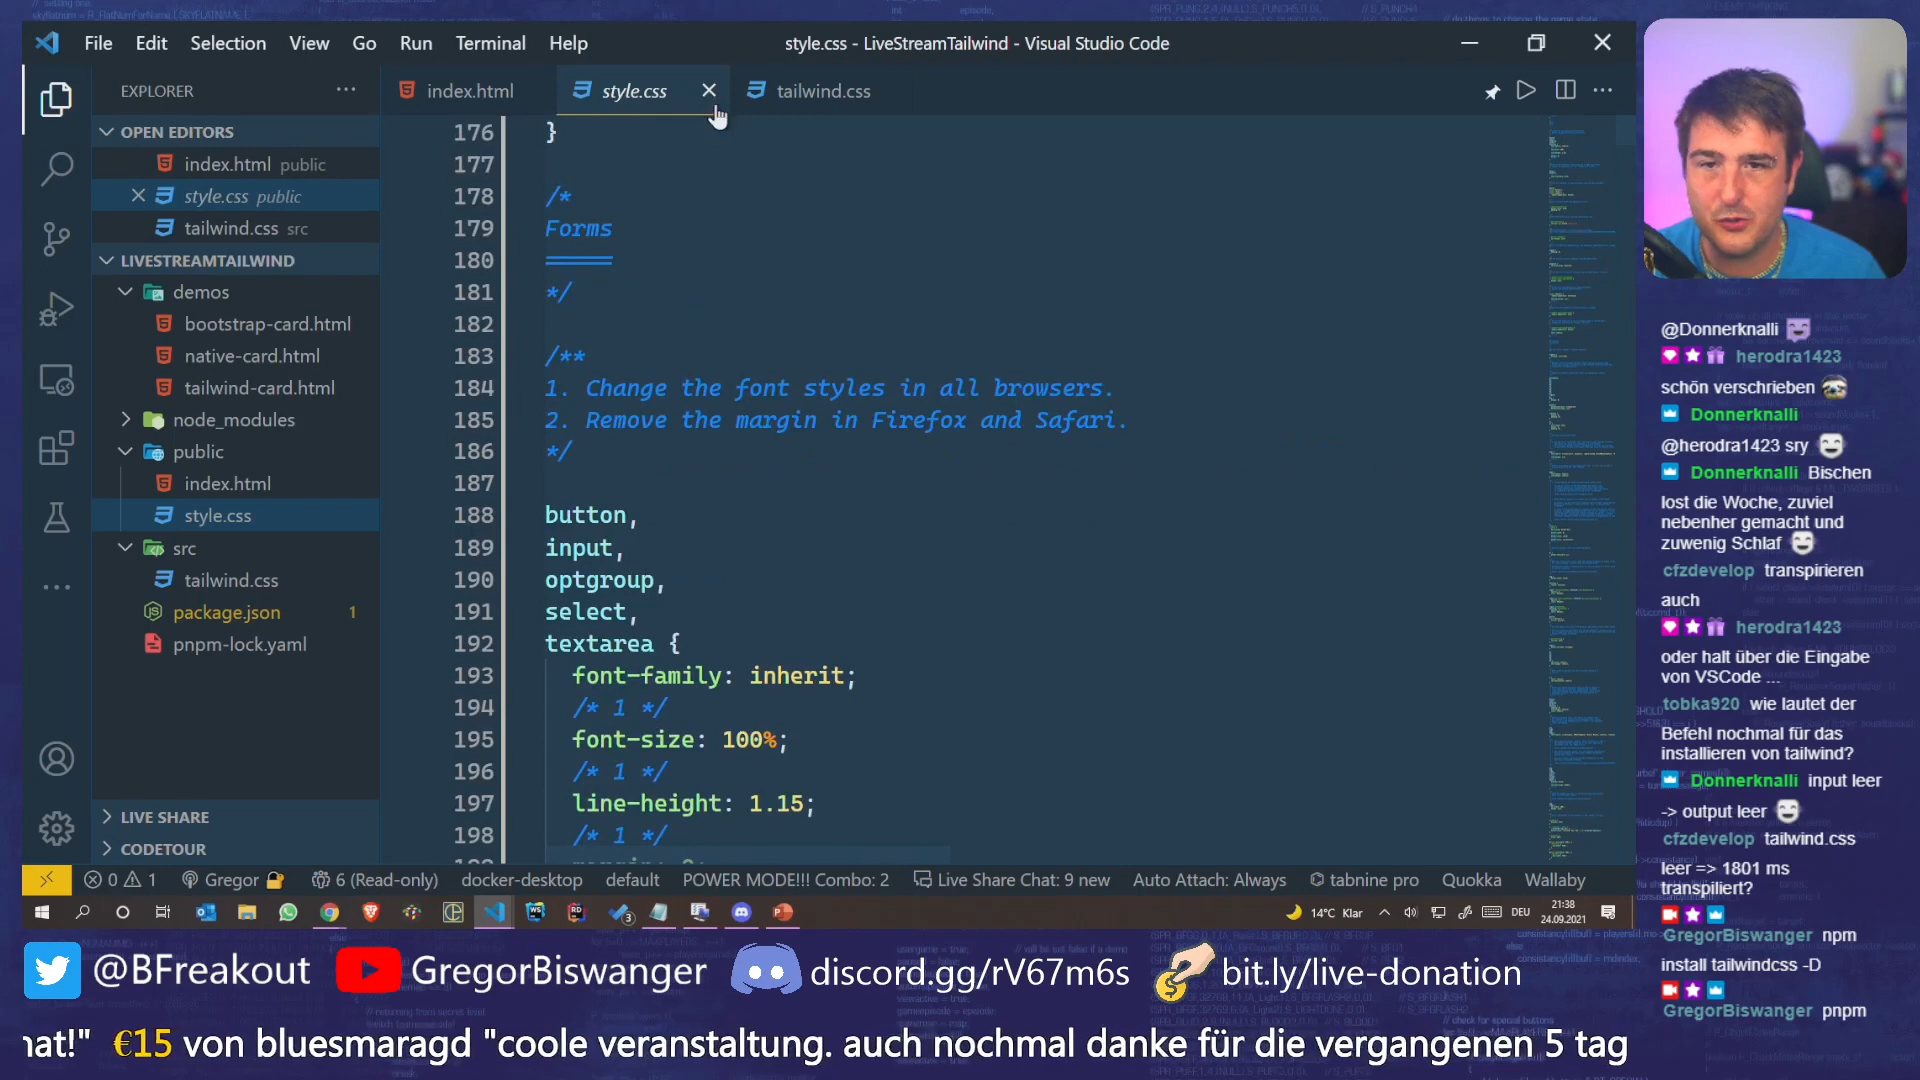 File Edit Selection View Go Run Terminal Help
style.css - LiveStreamTailwind - Visual Studio Code
EXPLORER
index.html
style.css
tailwind.css
OPEN EDITORS
index.html public
style.css public
tailwind.css src
LIVESTREAMTAILWIND
demos
bootstrap-card.html
native-card.html
tailwind-card.html
node_modules
public
index.html
style.css
src
tailwind.css
package.json 1
pnpm-lock.yaml
LIVE SHARE
CODETOUR
176 }
177
178 /*
179 Forms
180 =====
181 */
182
183 /**
184 1. Change the font styles in all browsers.
185 2. Remove the margin in Firefox and Safari.
186 */
187
188 button,
189 input,
190 optgroup,
191 select,
192 textarea {
193 font-family: inherit;
194 /* 1 */
195 font-size: 100%;
196 /* 1 */
197 line-height: 1.15;
198 /* 1 */
0 1 Gregor 6 (Read-only) docker-desktop default POWER MODE!!! Combo: 2 Live Share Chat: 9 new Auto Attach: Always tabnine pro Quokka Wallaby
3
14°C Klar
DEU
21:38
24.09.2021
@Donnerknalli
herodra1423
schön verschrieben
Donnerknalli
@herodra1423 sry
Donnerknalli Bischen
lost die Woche, zuviel
nebenher gemacht und
zuwenig Schlaf
cfzdevelop transpirieren
auch
herodra1423
oder halt über die Eingabe
von VSCode ...
tobka920 wie lautet der
Befehl nochmal für das
installieren von tailwind?
Donnerknalli input leer
-> output leer
cfzdevelop tailwind.css
leer => 1801 ms
transpiliert?
GregorBiswanger npm
install tailwindcss -D
GregorBiswanger pnpm
@BFreakout
GregorBiswanger
discord.gg/rV67m6s
bit.ly/live-donation
€15 von bluesmaragd "coole veranstaltung. auch nochmal danke für die vergangenen 5 tag